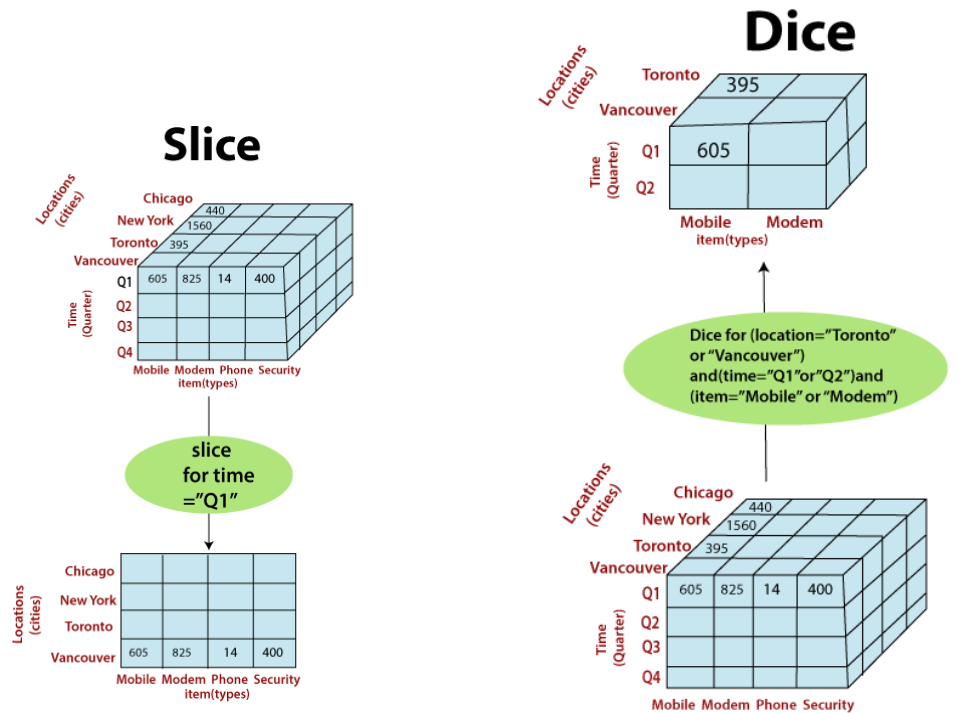 Slice
Locations
(cities)
Chicago
440
New York
1560
Toronto
395
Vancouver
Q1 605 825 14 400
Time
(Quarter)
Q2
Q3
Q4
Mobile Modem Phone Security
item(types)
slice
for time
="Q1"
Locations
(cities)
Chicago
New York
Toronto
Vancouver 605 825 14 400
Mobile Modem Phone Security
item(types)
Dice
Locations
(cities)
Toronto 395
Vancouver
Time
(Quarter)
Q1 605
Q2
Mobile Modem
item(types)
Dice for (location="Toronto"
or "Vancouver")
and(time="Q1"or"Q2")and
(item="Mobile" or "Modem")
Locations
(cities)
Chicago
440
New York
1560
Toronto
395
Vancouver
Q1 605 825 14 400
Time
(Quarter)
Q2
Q3
Q4
Mobile Modem Phone Security